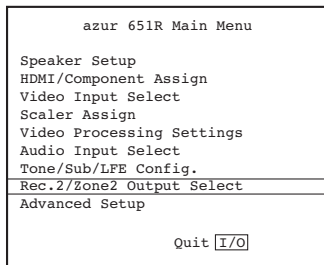 azur 651R Main Menu
Speaker Setup
HDMI/Component Assign
Video Input Select
Scaler Assign
Video Processing Settings
Audio Input Select
Tone/Sub/LFE Config.
Rec.2/Zone2 Output Select
Advanced Setup
Quit I/O